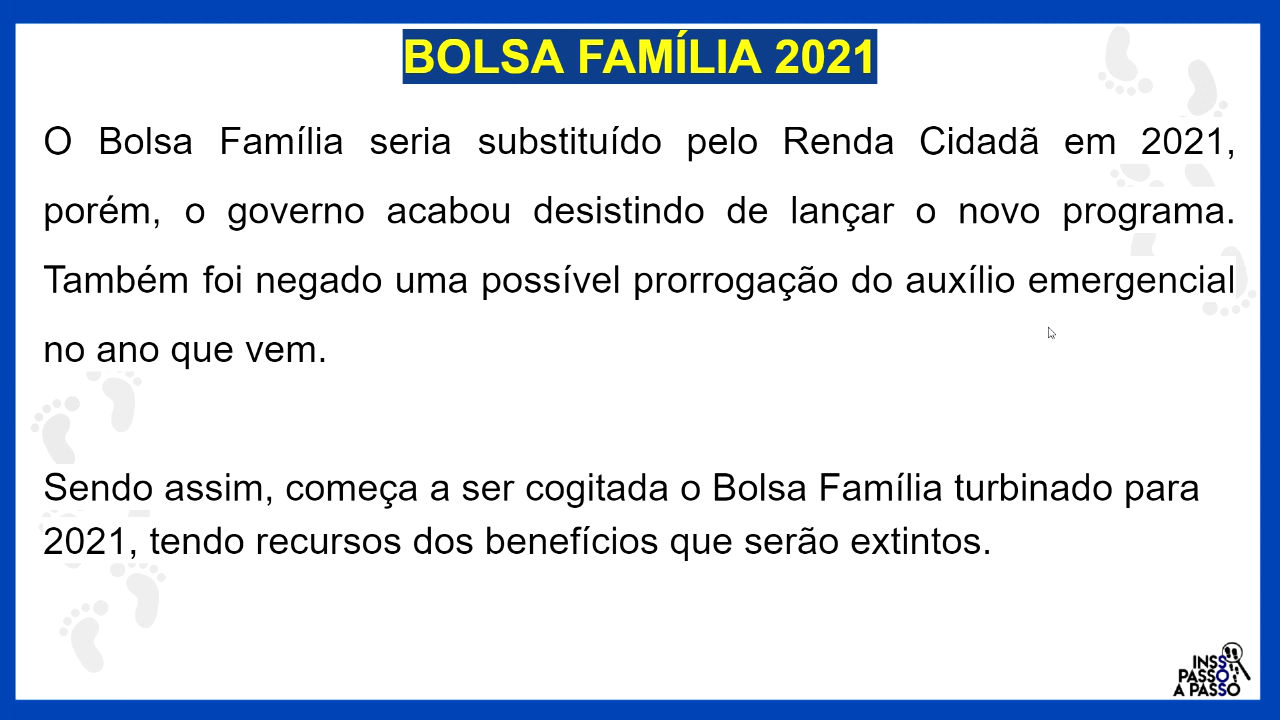 BOLSA FAMÍLIA 2021
O Bolsa Família seria substituído pelo Renda Cidadã em 2021,
porém, o governo acabou desistindo de lançar o novo programa.
Também foi negado uma possível prorrogação do auxílio emergencial
no ano que vem.
Sendo assim, começa a ser cogitada o Bolsa Família turbinado para
2021, tendo recursos dos benefícios que serão extintos.
INSS
PASSO
A PASSO